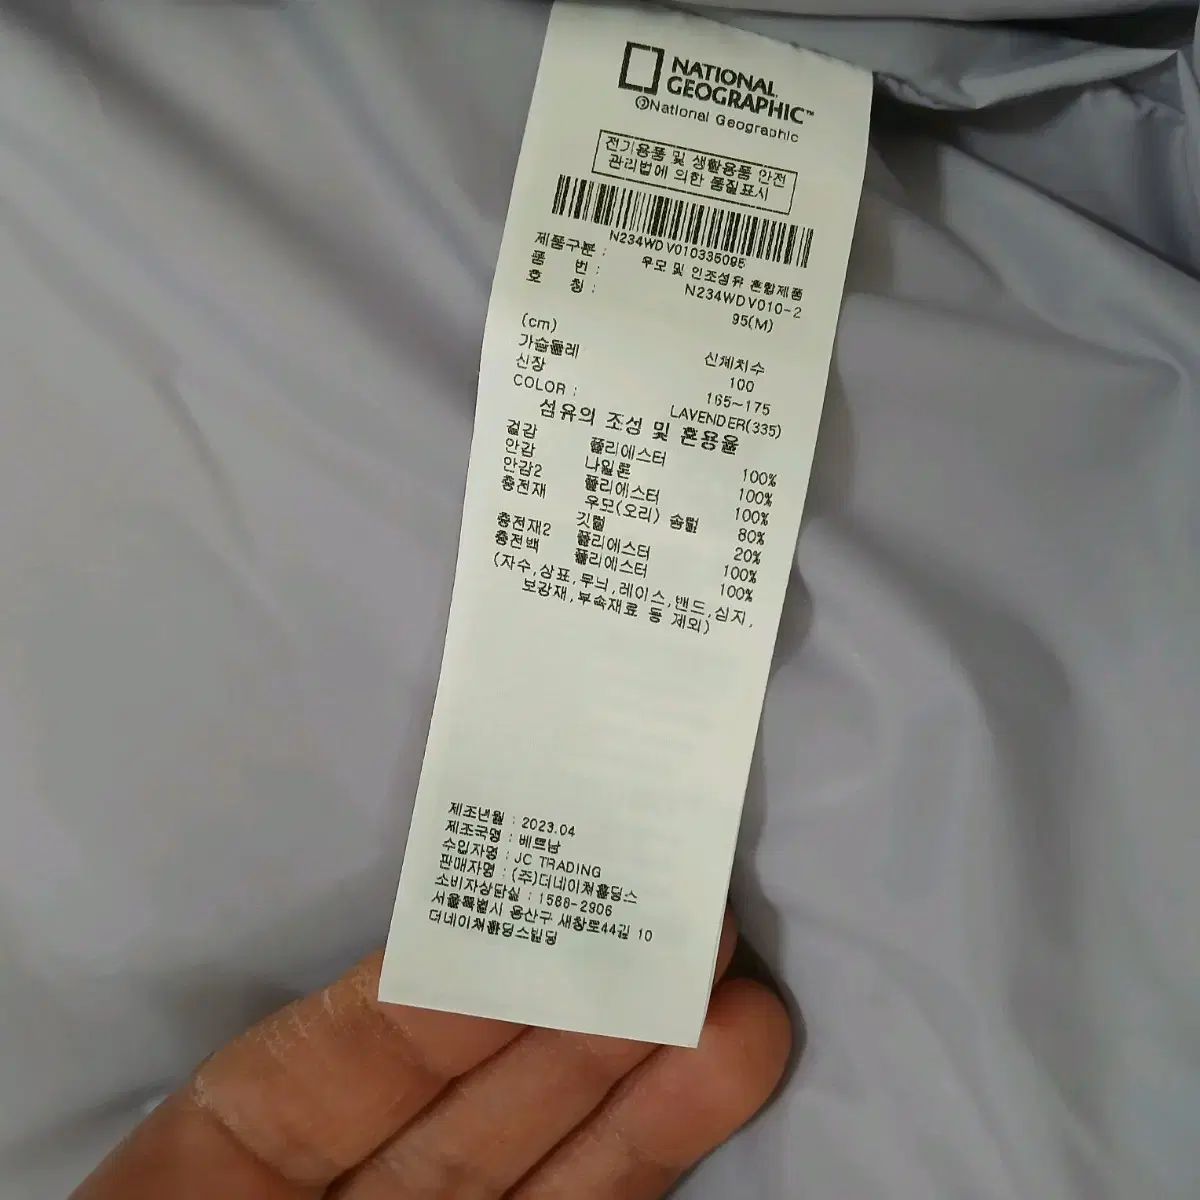 NATIONAL
GEOGRAPHIC™
ⓒNational Geographic
전기용품 및 생활용품 안전
관리법에 의한 품질표시
N234WDV010335095
제품구분 : 우모 및 인조섬유 혼합제품
품 번 : N234WDV010-2
호 칭 : 95(M)
(cm) 신체치수
가슴둘레 100
신장 165~175
COLOR : LAVENDER(335)
섬유의 조성 및 혼용율
겉감 폴리에스터 100%
안감 나일론 100%
안감2 폴리에스터 100%
충전재 우모(오리) 솜털 80%
깃털 20%
충전재2 폴리에스터 100%
충전백 폴리에스터 100%
(자수,상표,무늬,레이스,밴드,심지,
보강재,부속재료 등 제외)
제조년월 : 2023.04
제조국명 : 베트남
수입자명 : JC TRADING
판매자명 : (주)더네이쳐홀딩스
소비자상담실 : 1588-2906
서울특별시 용산구 새창로44길 10
더네이쳐홀딩스빌딩